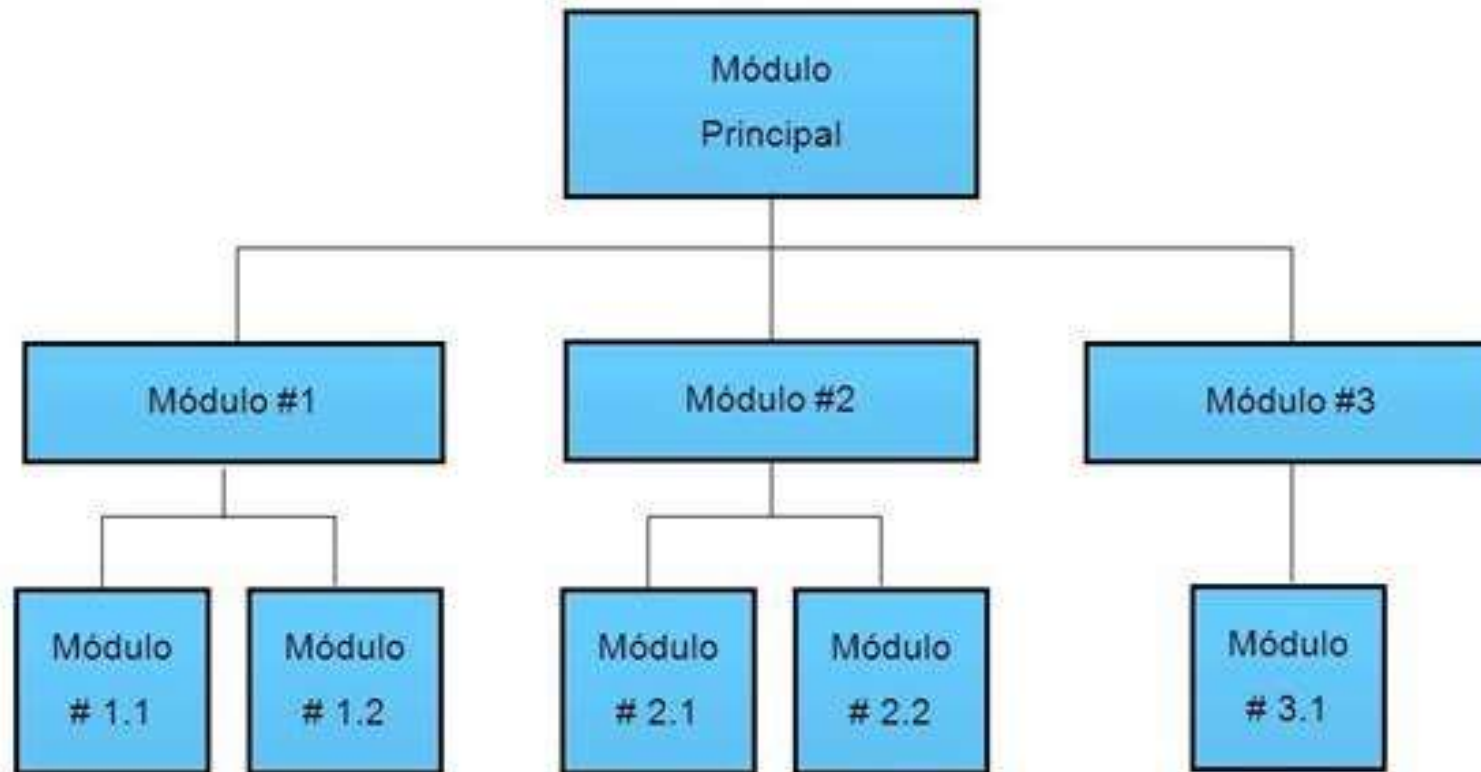 Módulo
Principal
Módulo #1
Módulo #2
Módulo #3
Módulo
# 1.1
Módulo
# 1.2
Módulo
# 2.1
Módulo
# 2.2
Módulo
# 3.1